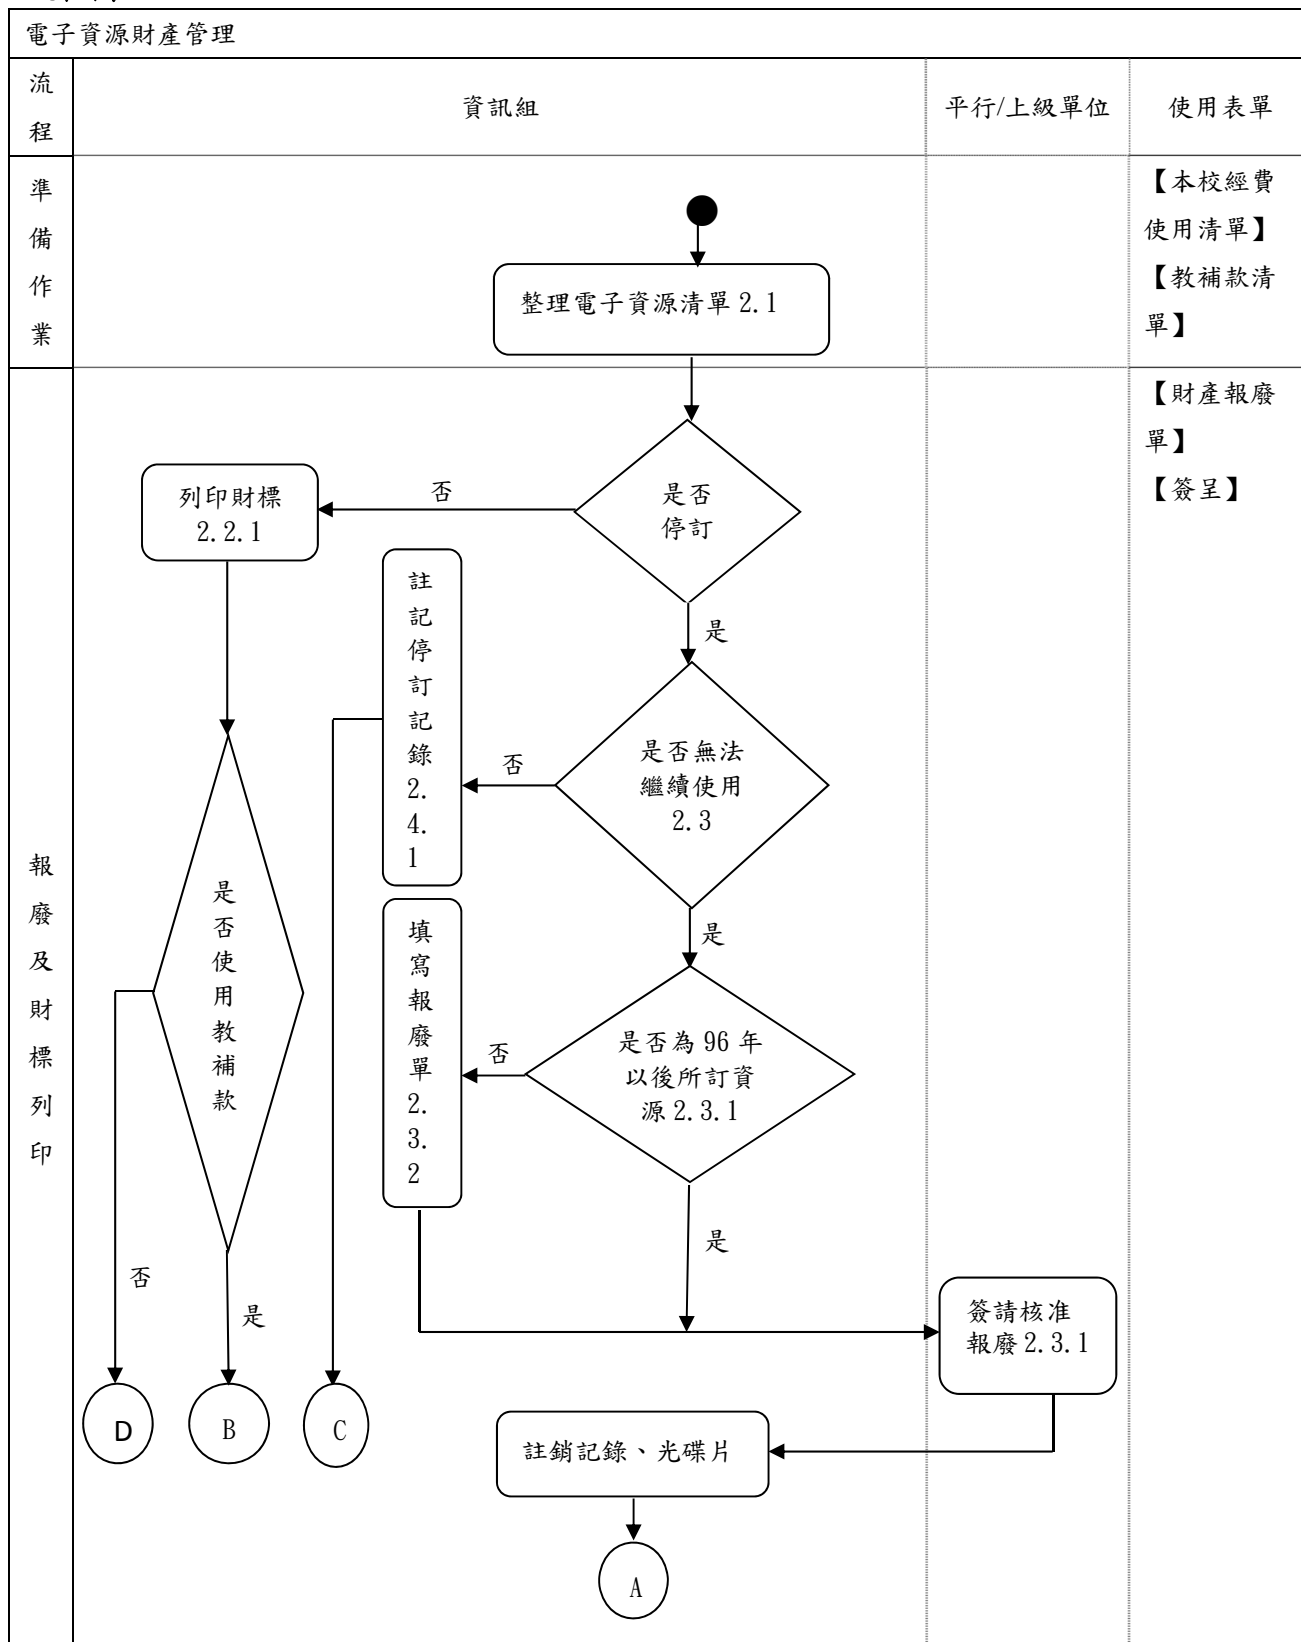 電子資源財產管理
流
程
資訊組
平行/上級單位
使用表單
準
備
作
業
整理電子資源清單 2.1
【本校經費
使用清單】
【教補款清
單】
報
廢
及
財
標
列
印
【財產報廢
單】
【簽呈】
是否
停訂
否
列印財標
2.2.1
是
註
記
停
訂
記
錄
2.
4.
1
否
是否無法
繼續使用
2.3
是
是
否
使
用
教
補
款
填
寫
報
廢
單
2.
3.
2
否
是否為 96 年
以後所訂資
源 2.3.1
是
否
是
簽請核准
報廢 2.3.1
D
B
C
註銷記錄、光碟片
A